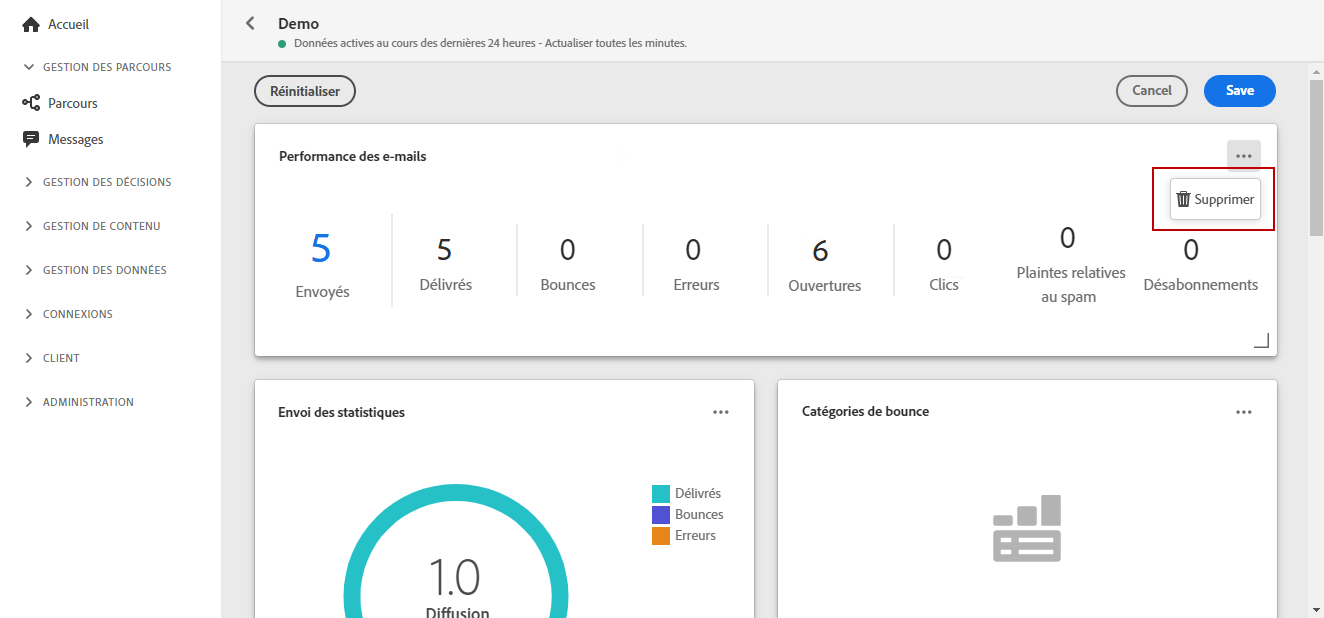 Accueil
GESTION DES PARCOURS
Parcours
Messages
GESTION DES DÉCISIONS
GESTION DE CONTENU
GESTION DES DONNÉES
CONNEXIONS
CLIENT
ADMINISTRATION
Demo
Données actives au cours des dernières 24 heures - Actualiser toutes les minutes.
Réinitialiser
Cancel
Save
Performance des e-mails
Supprimer
5
Envoyés
5
Délivrés
0
Bounces
0
Erreurs
6
Ouvertures
0
Clics
0
Plaintes relatives
au spam
0
Désabonnements
Envoi des statistiques
Délivrés
Bounces
Erreurs
1.0
Diffusion
Catégories de bounce